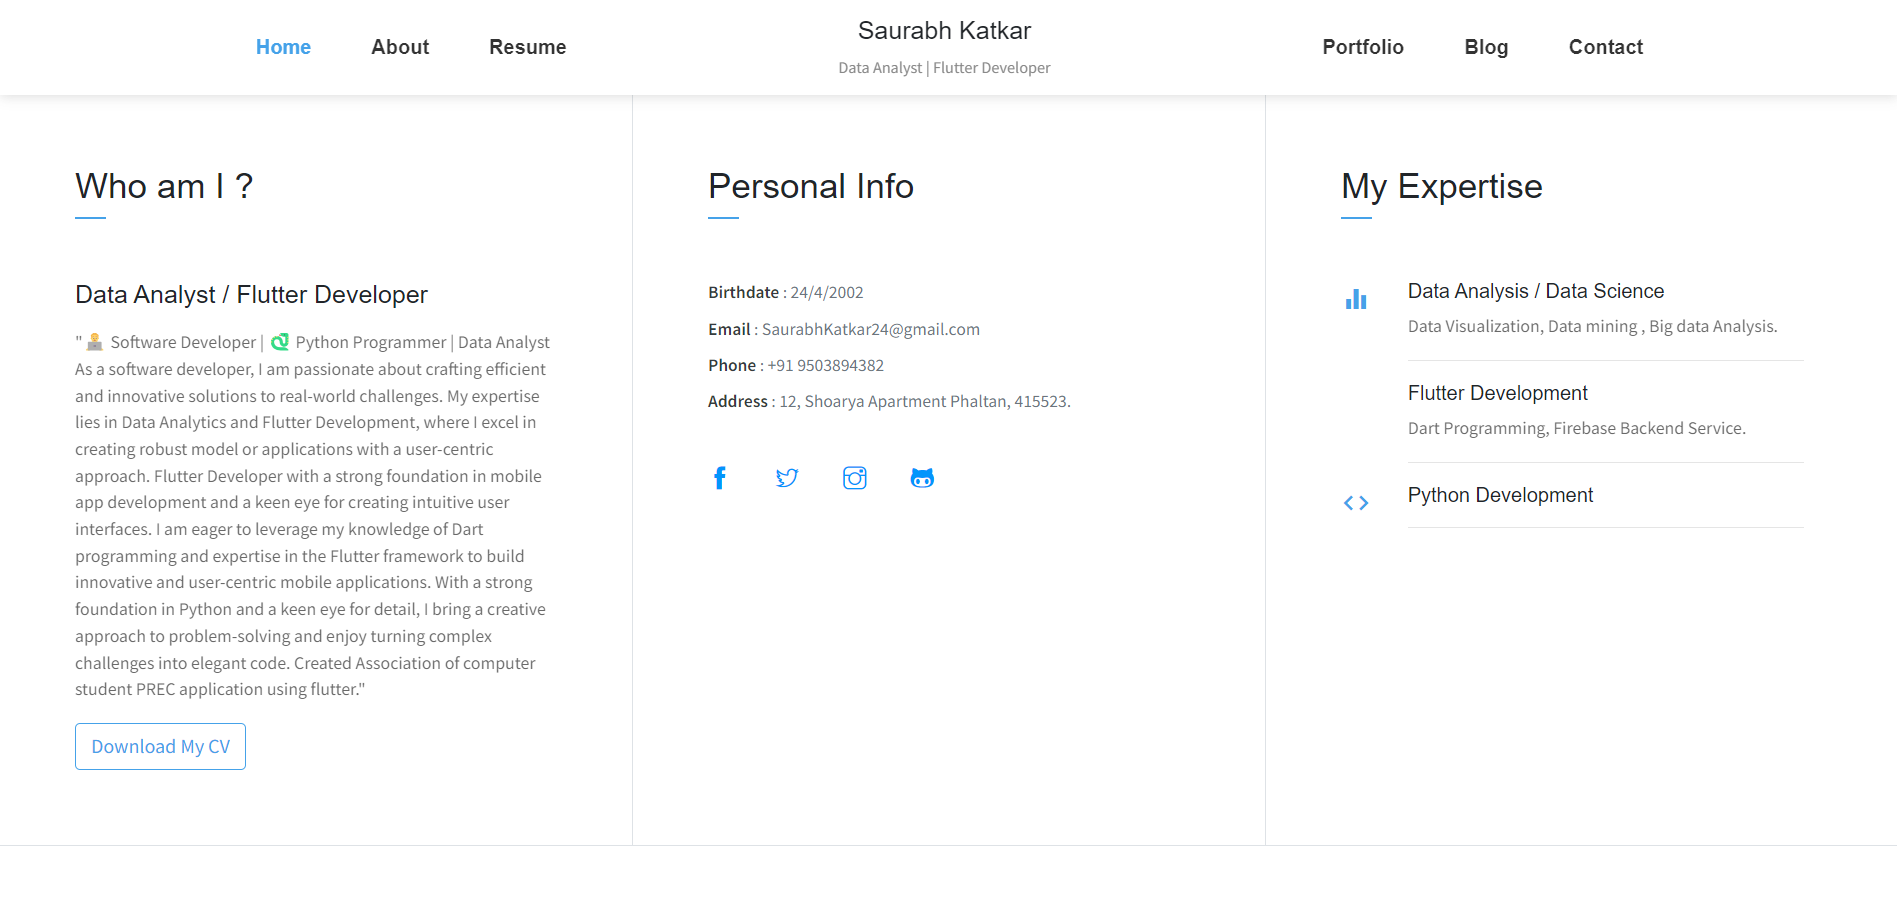 Home About Resume
Saurabh Katkar
Data Analyst | Flutter Developer
Portfolio Blog Contact
Who am I ?
Data Analyst / Flutter Developer
" 👨‍💻 Software Developer | 🐍 Python Programmer | Data Analyst
As a software developer, I am passionate about crafting efficient
and innovative solutions to real-world challenges. My expertise
lies in Data Analytics and Flutter Development, where I excel in
creating robust model or applications with a user-centric
approach. Flutter Developer with a strong foundation in mobile
app development and a keen eye for creating intuitive user
interfaces. I am eager to leverage my knowledge of Dart
programming and expertise in the Flutter framework to build
innovative and user-centric mobile applications. With a strong
foundation in Python and a keen eye for detail, I bring a creative
approach to problem-solving and enjoy turning complex
challenges into elegant code. Created Association of computer
student PREC application using flutter."
Download My CV
Personal Info
Birthdate : 24/4/2002
Email : SaurabhKatkar24@gmail.com
Phone : +91 9503894382
Address : 12, Shoarya Apartment Phaltan, 415523.
My Expertise
Data Analysis / Data Science
Data Visualization, Data mining , Big data Analysis.
Flutter Development
Dart Programming, Firebase Backend Service.
Python Development